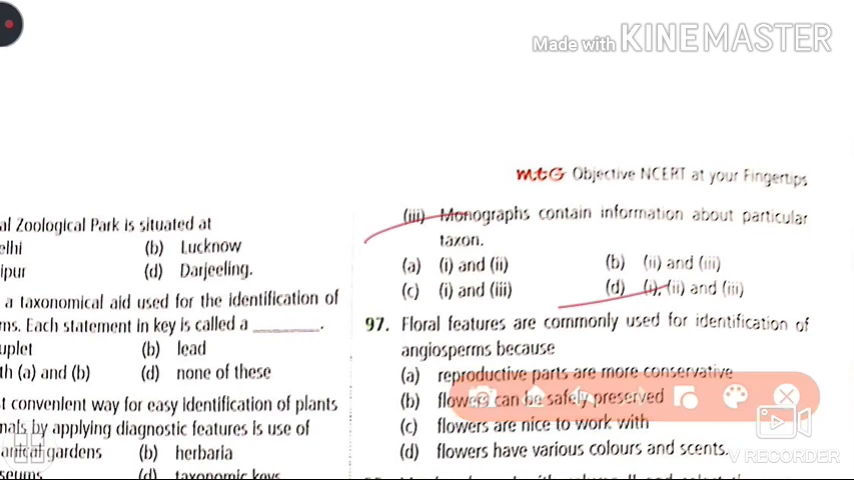 Made with KINEMASTER
mtG Objective NCERT at your Fingertips
al Zoological Park is situated at
elhi (b) Lucknow
ipur (d) Darjeeling.
a taxonomical aid used for the identification of
ms. Each statement in key is called a ________.
uplet (b) lead
th (a) and (b) (d) none of these
t convenient way for easy identification of plants
nals by applying diagnostic features is use of
anical gardens (b) herbaria
seums (d) taxonomic keys
(iii) Monographs contain information about particular
taxon.
(a) (i) and (ii) (b) (ii) and (iii)
(c) (i) and (iii) (d) (i), (ii) and (iii)
97. Floral features are commonly used for identification of
angiosperms because
(a) reproductive parts are more conservative
(b) flowers can be safely preserved
(c) flowers are nice to work with
(d) flowers have various colours and scents.
V RECORDER